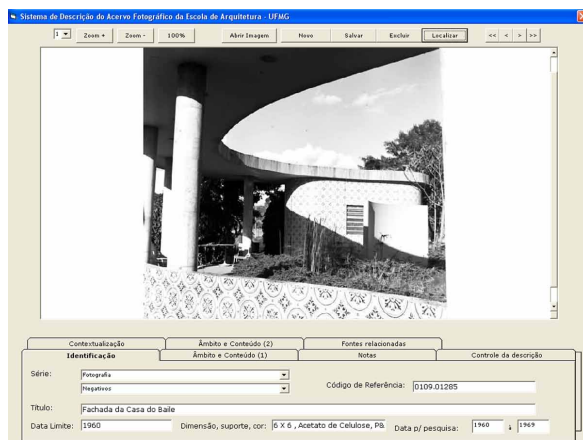 Sistema de Descrição do Acervo Fotográfico da Escola de Arquitetura - UFMG
1 Zoom + Zoom - 100% Abrir Imagem Novo Salvar Excluir Localizar << < > >>
Contextualização Âmbito e Conteúdo (2) Fontes relacionadas
Identificação Âmbito e Conteúdo (1) Notas Controle da descrição
Série: Fotografia
Negativos Código de Referência: 0109.01285
Título: Fachada da Casa do Baile
Data Limite: 1960 Dimensão, suporte, cor: 6 X 6 , Acetato de Celulose, P& Data p/ pesquisa: 1960 1969